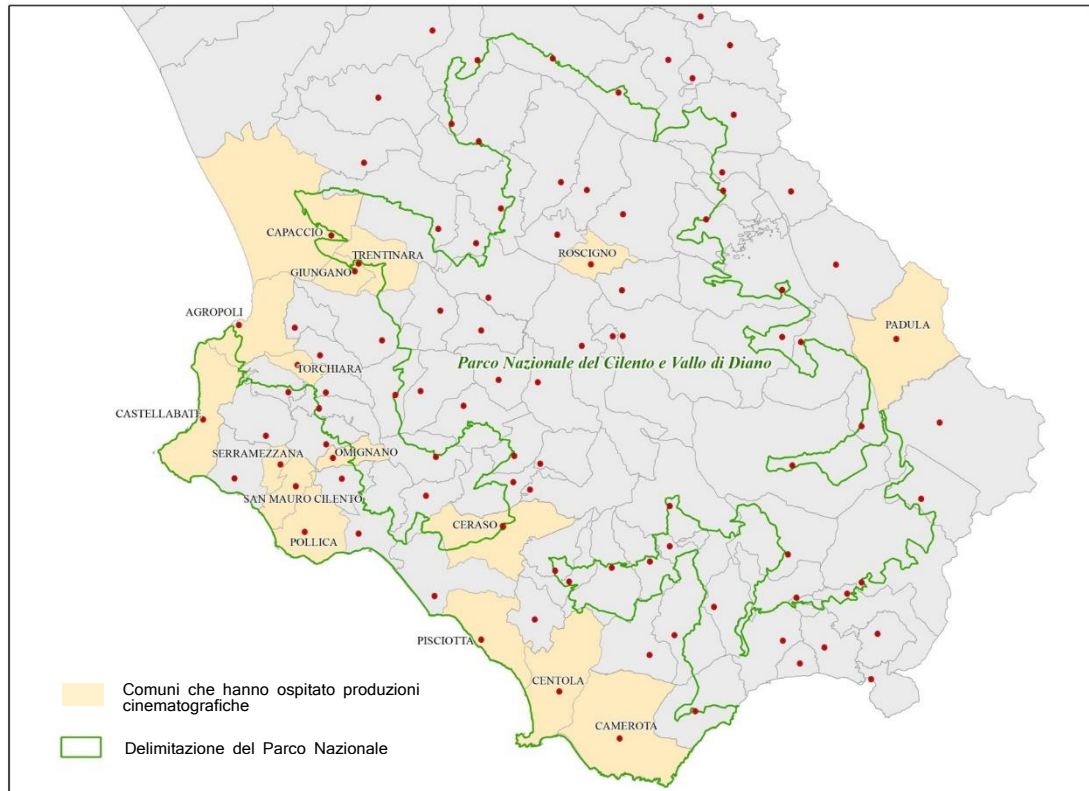 CAPACCIO
TRENTINARA
GIUNGANO
ROSCIGNO
AGROPOLI
PADULA
Parco Nazionale del Cilento e Vallo di Diano
TORCHIARA
CASTELLABATE
SERRAMEZZANA
OMIGNANO
SAN MAURO CILENTO
CERASO
POLLICA
PISCIOTTA
CENTOLA
CAMEROTA
Comuni che hanno ospitato produzioni
cinematografiche
Delimitazione del Parco Nazionale